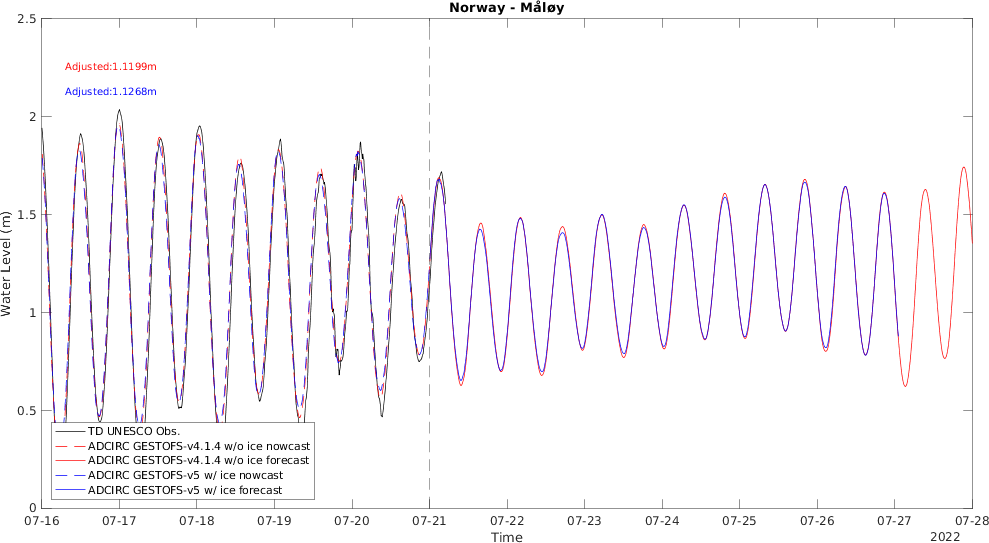 Norway - Måløy
2.5
Adjusted:1.1199m
Adjusted:1.1268m
2
1.5
Water Level (m)
1
0.5
TD UNESCO Obs.
ADCIRC GESTOFS-v4.1.4 w/o ice nowcast
ADCIRC GESTOFS-v4.1.4 w/o ice forecast
ADCIRC GESTOFS-v5 w/ ice nowcast
ADCIRC GESTOFS-v5 w/ ice forecast
0
07-16 07-17 07-18 07-19 07-20 07-21 07-22 07-23 07-24 07-25 07-26 07-27 07-28
Time
2022